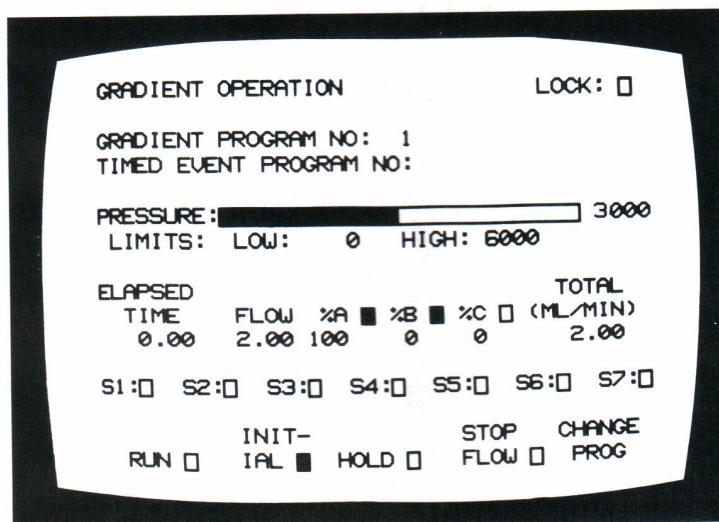 GRADIENT OPERATION LOCK: □
GRADIENT PROGRAM NO: 1
TIMED EVENT PROGRAM NO:
PRESSURE: 3000
LIMITS: LOW: 0 HIGH: 6000
ELAPSED TOTAL
TIME FLOW %A ■ %B ■ %C □ (ML/MIN)
0.00 2.00 100 0 0 2.00
S1:□ S2:□ S3:□ S4:□ S5:□ S6:□ S7:□
INIT- STOP CHANGE
RUN □ IAL ■ HOLD □ FLOW □ PROG